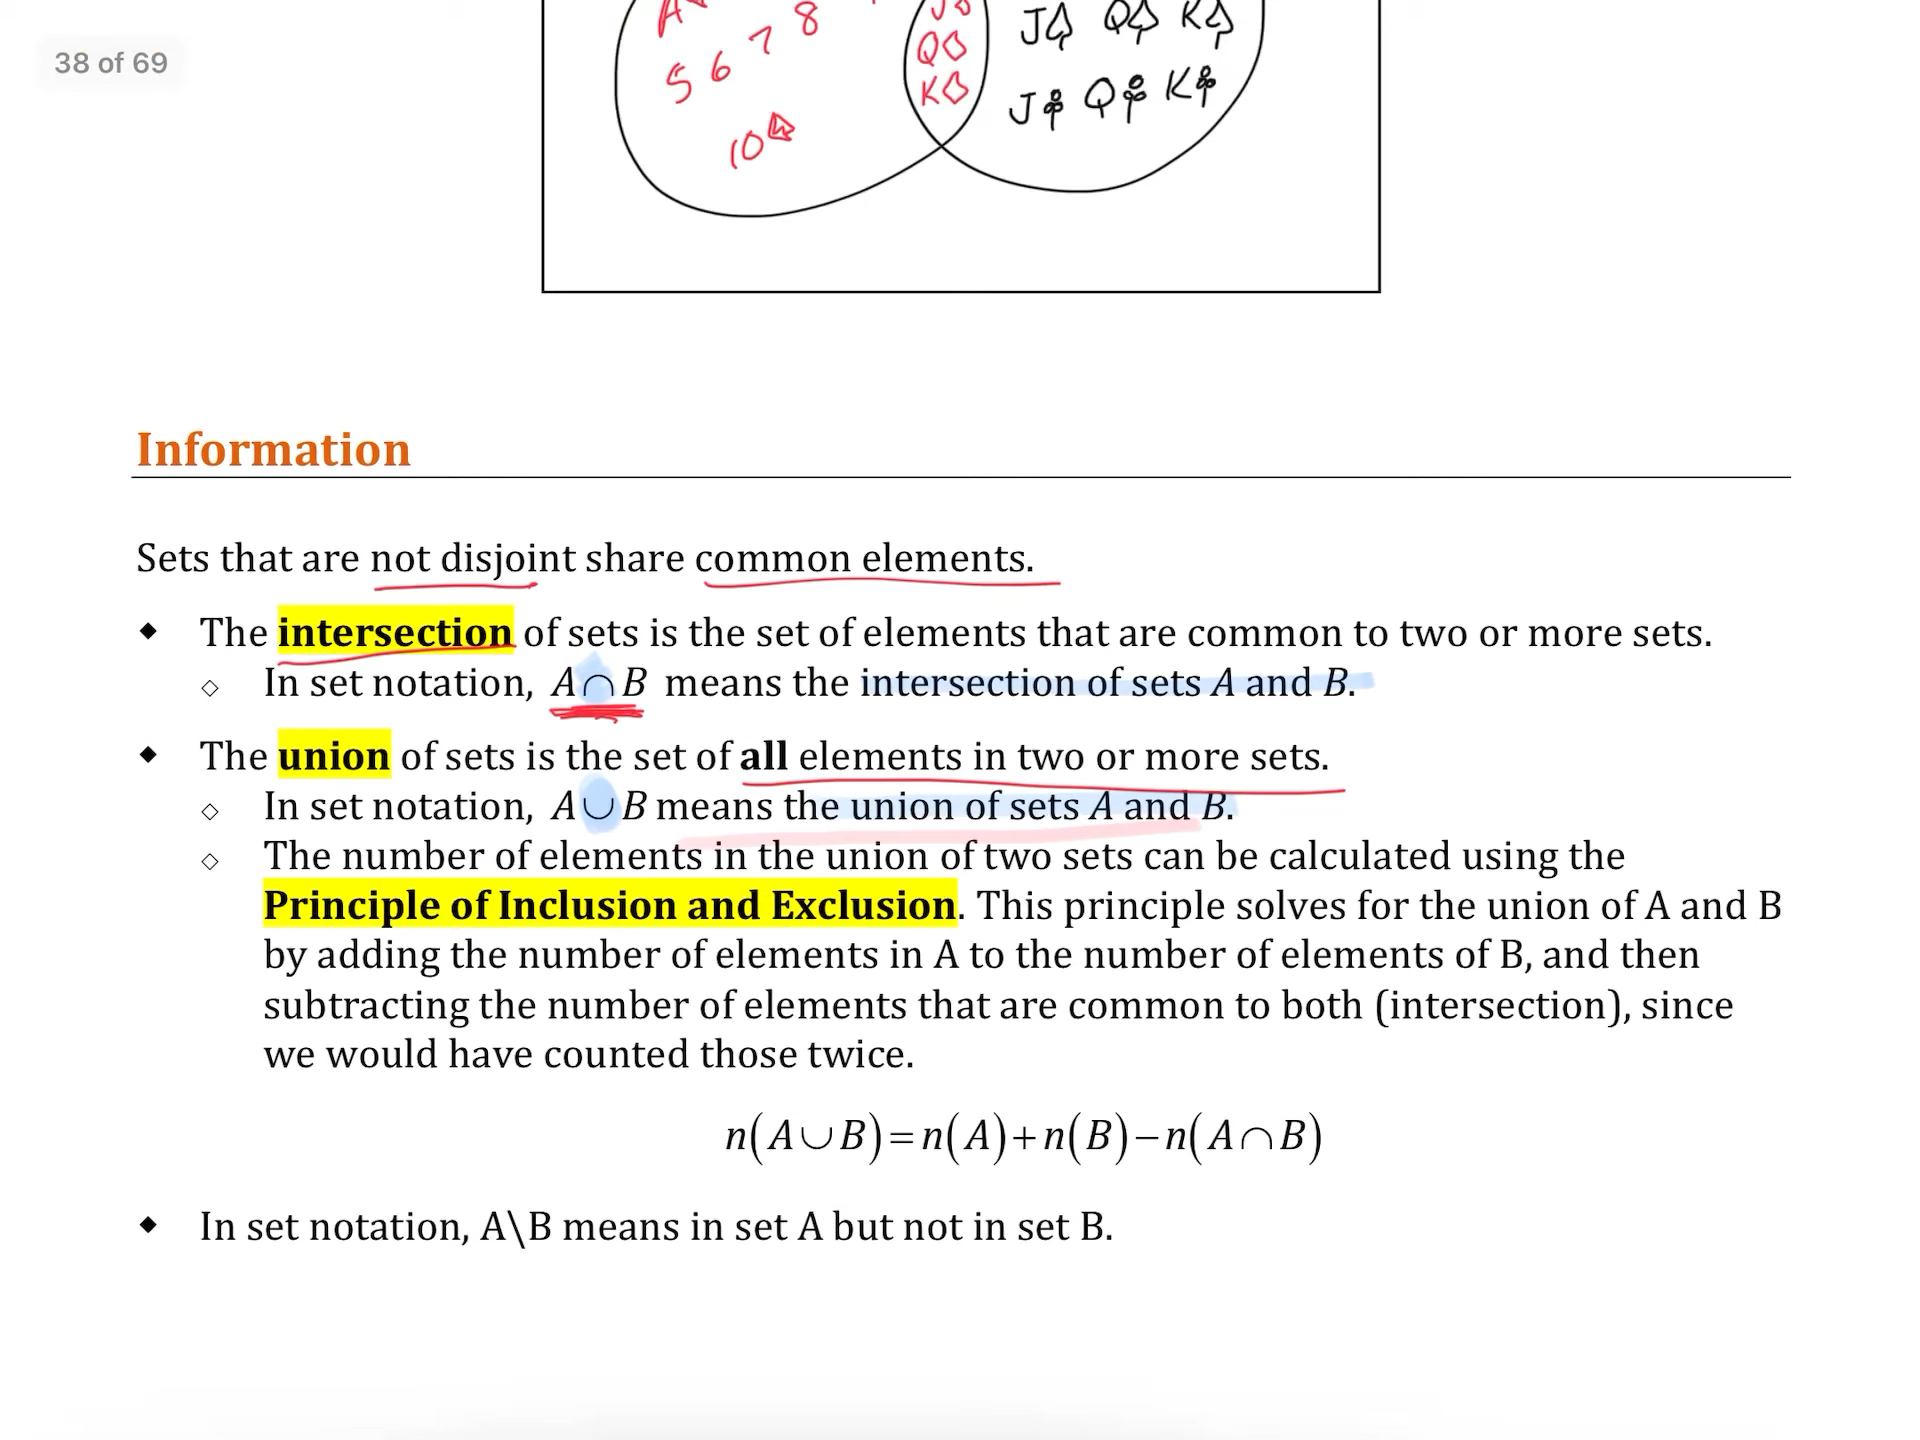 38 of 69
J♤ Q♤ K♤
5 6 7 8
Q♢
K♢
J♧ Q♧ K♧
10
Information
Sets that are not disjoint share common elements.
◆ The intersection of sets is the set of elements that are common to two or more sets.
◇ In set notation, A∩B means the intersection of sets A and B.
◆ The union of sets is the set of all elements in two or more sets.
◇ In set notation, A∪B means the union of sets A and B.
◇ The number of elements in the union of two sets can be calculated using the
Principle of Inclusion and Exclusion. This principle solves for the union of A and B
by adding the number of elements in A to the number of elements of B, and then
subtracting the number of elements that are common to both (intersection), since
we would have counted those twice.
n(A∪B)=n(A)+n(B)−n(A∩B)
◆ In set notation, A\B means in set A but not in set B.